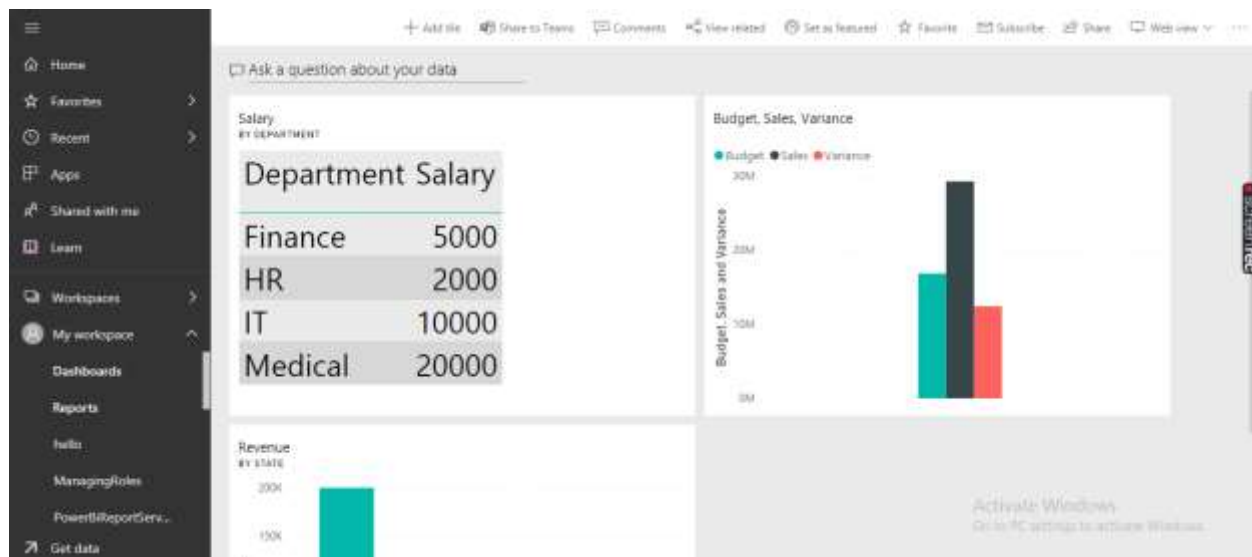 Add tile Share to Teams Comments View related Set as featured Favorite Subscribe Share Web view
Home
Favorites
Recent
Apps
Shared with me
Learn
Workspaces
My workspace
Dashboards
Reports
hello
ManagingRoles
PowerBiReportServ...
Get data
Ask a question about your data
Salary
BY DEPARTMENT
Department Salary
Finance 5000
HR 2000
IT 10000
Medical 20000
Budget, Sales, Variance
Budget Sales Variance
Budget, Sales and Variance
30M
20M
10M
0M
Revenue
BY STATE
200K
150K
Activate Windows
Go to PC settings to activate Windows.